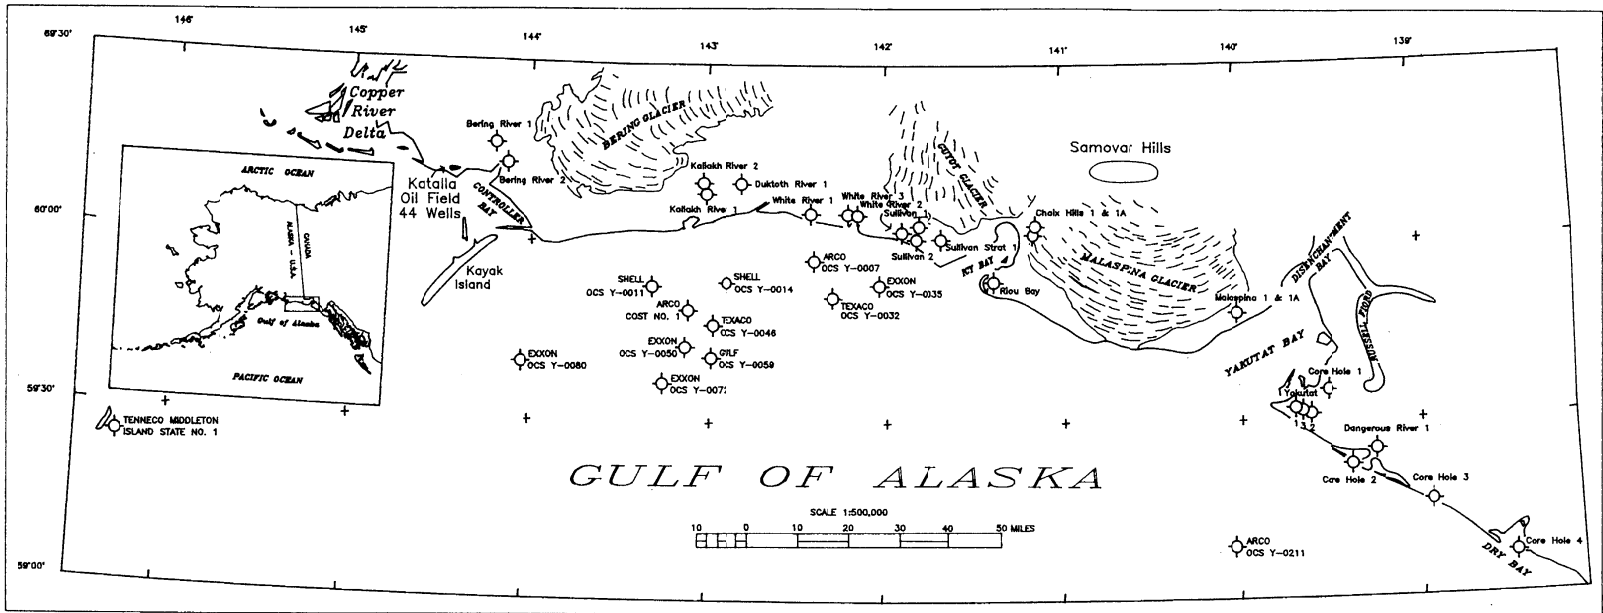 146°
145°
144°
143°
142°
141°
140°
139°
69°30'
60°00'
59°30'
59°00'
Copper
River
Delta
ARCTIC OCEAN
ALASKA - U.S.A.
CANADA
Gulf of Alaska
PACIFIC OCEAN
Katalla
Oil Field
44 Wells
Bering River 1
Bering River 2
CONTROLLER
BAY
Kayak
Island
BERING GLACIER
Kaliakh River 2
Kaliakh River 1
Duktoth River 1
White River 1
White River 3
White River 2
Sullivan 1
Sullivan 2
Sullivan Strat 1
GUYOT GLACIER
Samovar Hills
Chaix Hills 1 & 1A
ICY BAY
Riou Bay
MALASPINA GLACIER
Malaspina 1 & 1A
DISENCHANTMENT
BAY
RUSSELL FIORD
YAKUTAT BAY
SHELL
OCS Y-0011
SHELL
OCS Y-0014
ARCO
OCS Y-0007
EXXON
OCS Y-0035
TEXACO
OCS Y-0032
ARCO
COST NO. 1
TEXACO
OCS Y-0046
EXXON
OCS Y-0050
GULF
OCS Y-0059
EXXON
OCS Y-0080
EXXON
OCS Y-0072
TENNECO MIDDLETON
ISLAND STATE NO. 1
Core Hole 1
Yakutat
1 3 2
Dangerous River 1
Core Hole 2
Core Hole 3
Core Hole 4
DRY BAY
GULF OF ALASKA
SCALE 1:500,000
10 0 10 20 30 40 50 MILES
ARCO
OCS Y-0211